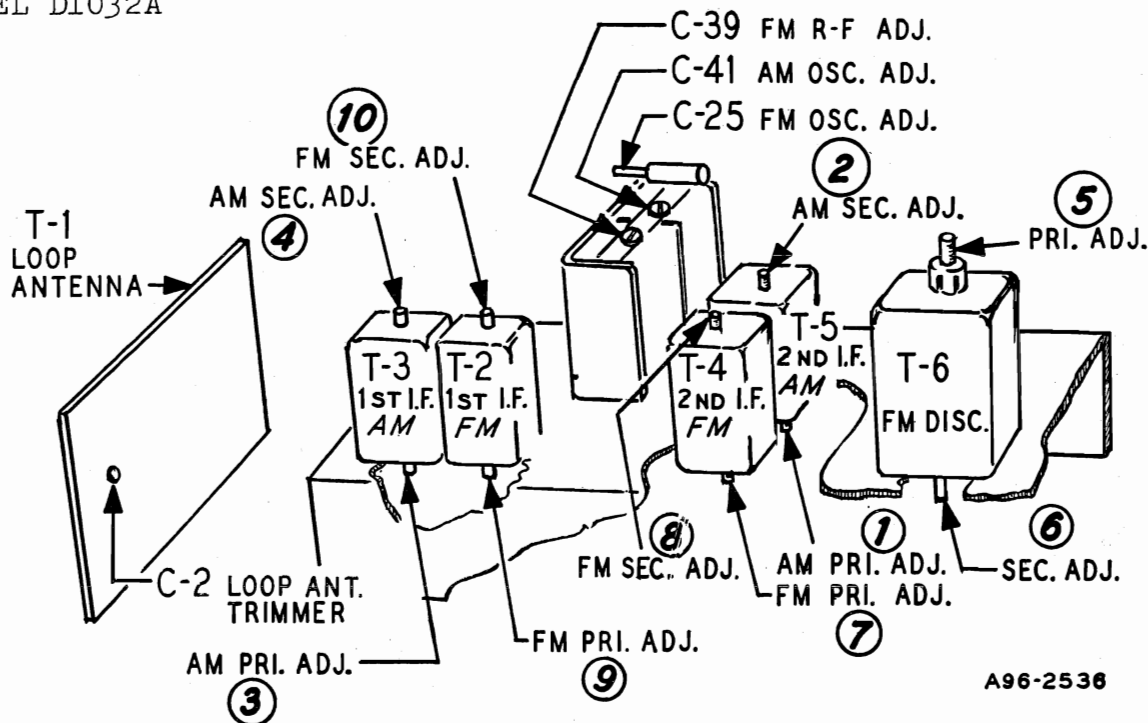 EL D1032A
C-39 FM R-F ADJ.
C-41 AM OSC. ADJ.
C-25 FM OSC. ADJ.
10
FM SEC. ADJ.
2
AM SEC. ADJ.
AM SEC. ADJ.
4
5
PRI. ADJ.
T-1
LOOP
ANTENNA
T-3
1ST I.F.
AM
T-2
1ST I.F.
FM
T-4
2ND I.F.
FM
T-5
2ND I.F.
AM
T-6
FM DISC.
8
FM SEC. ADJ.
1
AM PRI. ADJ.
FM PRI. ADJ.
7
6
SEC. ADJ.
C-2 LOOP ANT.
TRIMMER
AM PRI. ADJ.
3
FM PRI. ADJ.
9
A96-2536